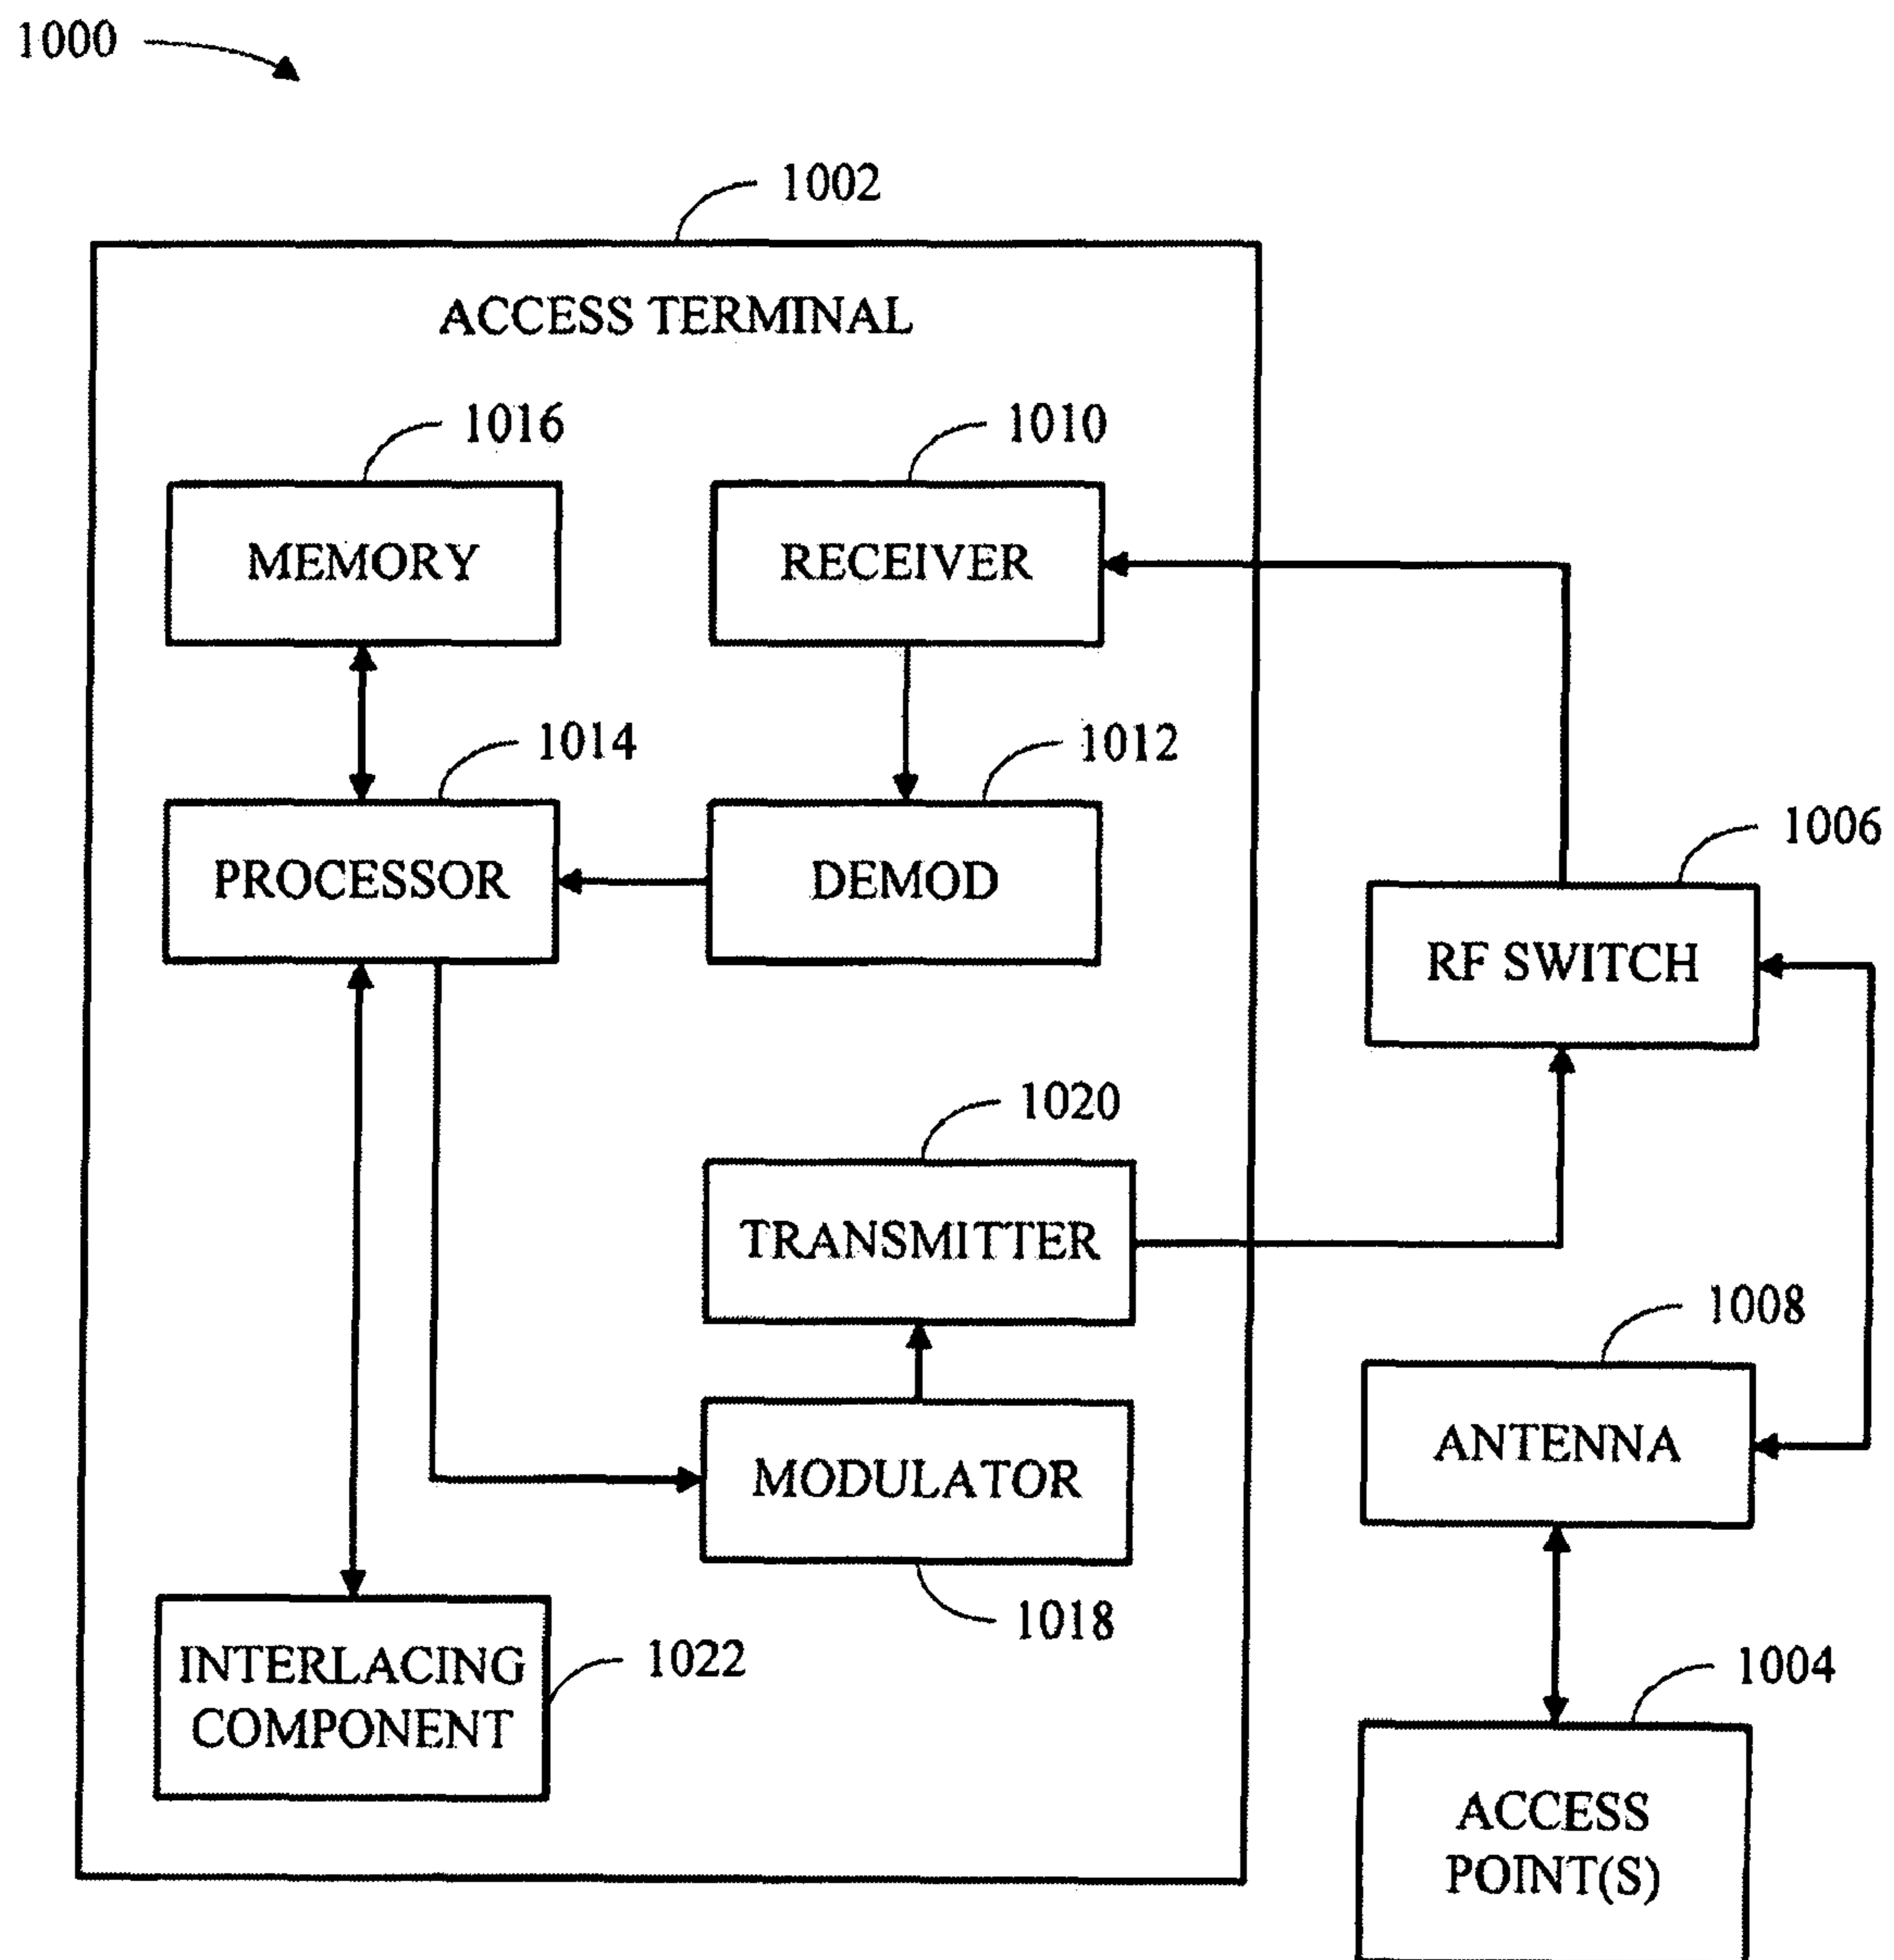 1000
1002
ACCESS TERMINAL
1016
1010
MEMORY
RECEIVER
1014
1012
PROCESSOR
DEMOD
1006
RF SWITCH
1020
TRANSMITTER
1008
ANTENNA
MODULATOR
1018
INTERLACING
COMPONENT
1022
1004
ACCESS
POINT(S)